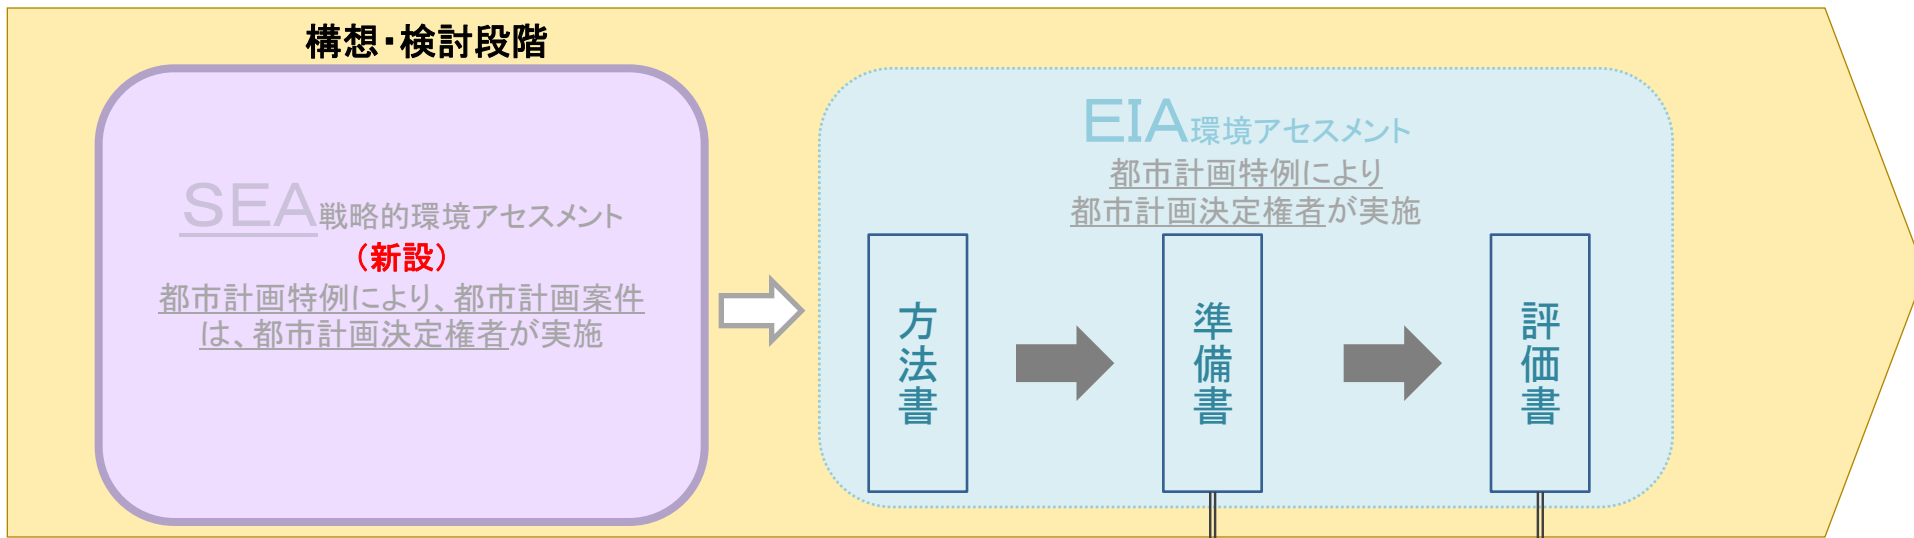 構想・検討段階
SEA戦略的環境アセスメント
（新設）
都市計画特例により、都市計画案件
は、都市計画決定権者が実施
EIA環境アセスメント
都市計画特例により
都市計画決定権者が実施
方法書
準備書
評価書